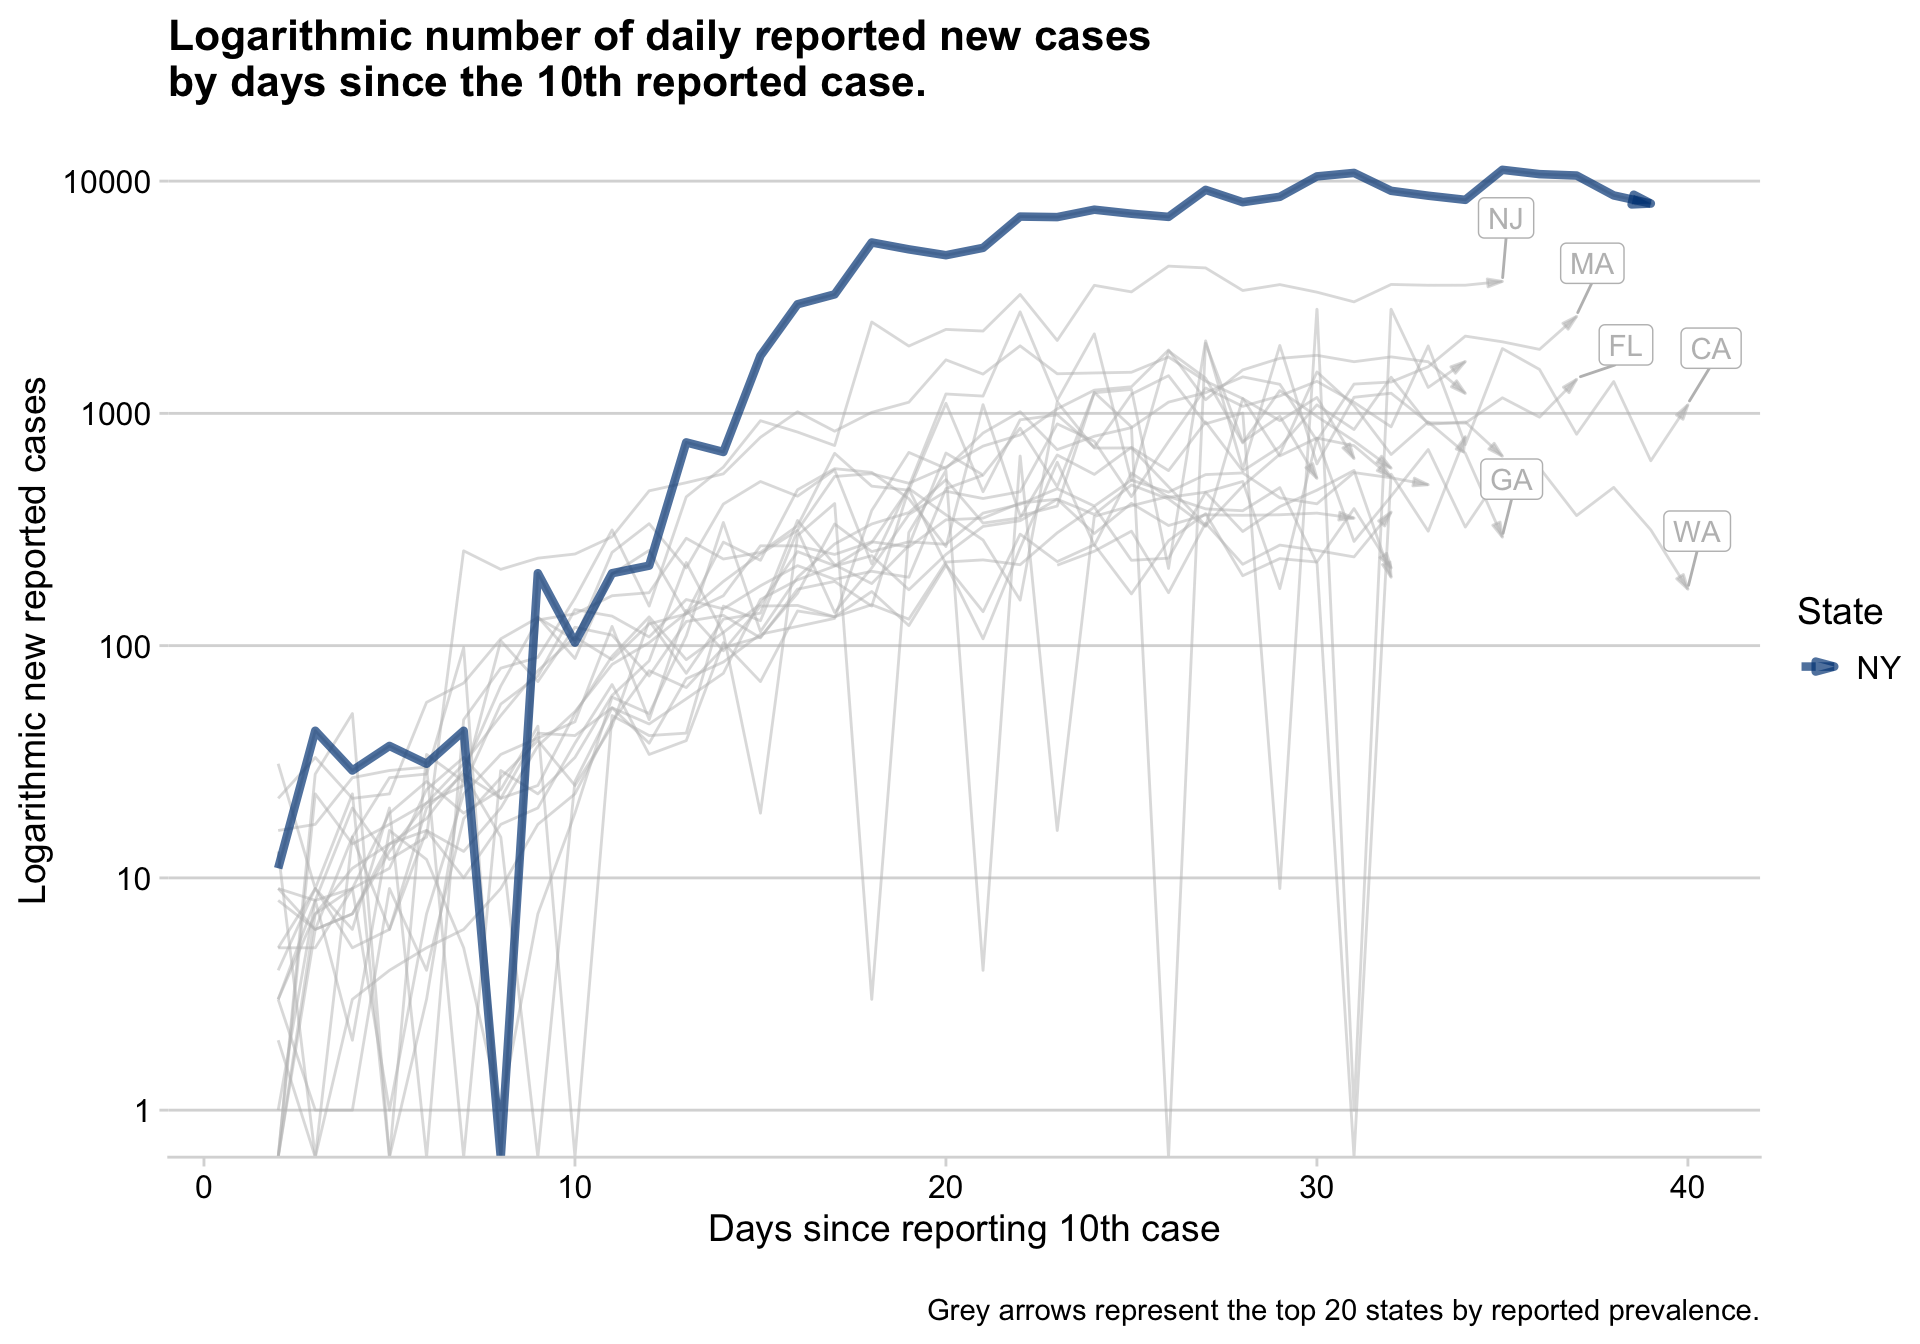 Logarithmic number of daily reported new cases
by days since the 10th reported case.
Logarithmic new reported cases
10000
1000
100
10
1
NJ
MA
FL
CA
GA
WA
State
NY
0
10
20
30
40
Days since reporting 10th case
Grey arrows represent the top 20 states by reported prevalence.